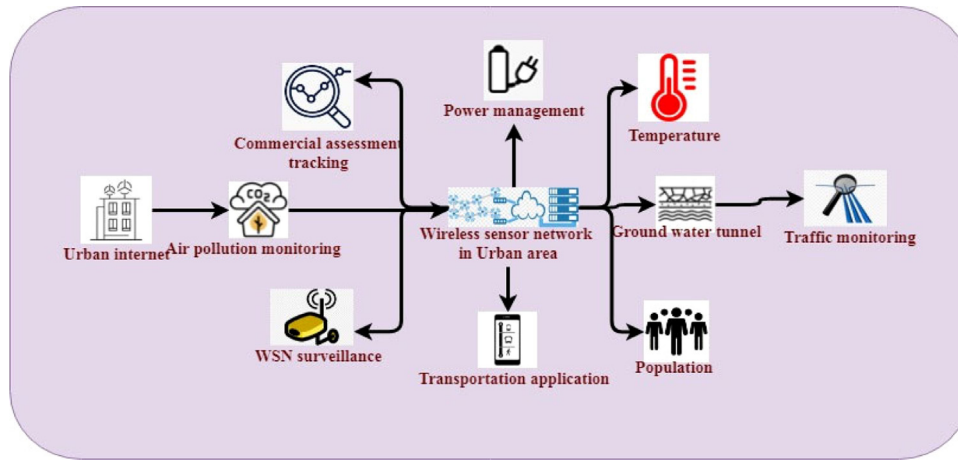 Power management
Temperature
Commercial assessment
tracking
CO2
Urban internet
Air pollution monitoring
Wireless sensor network
in Urban area
Ground water tunnel
Traffic monitoring
WSN surveillance
Transportation application
Population